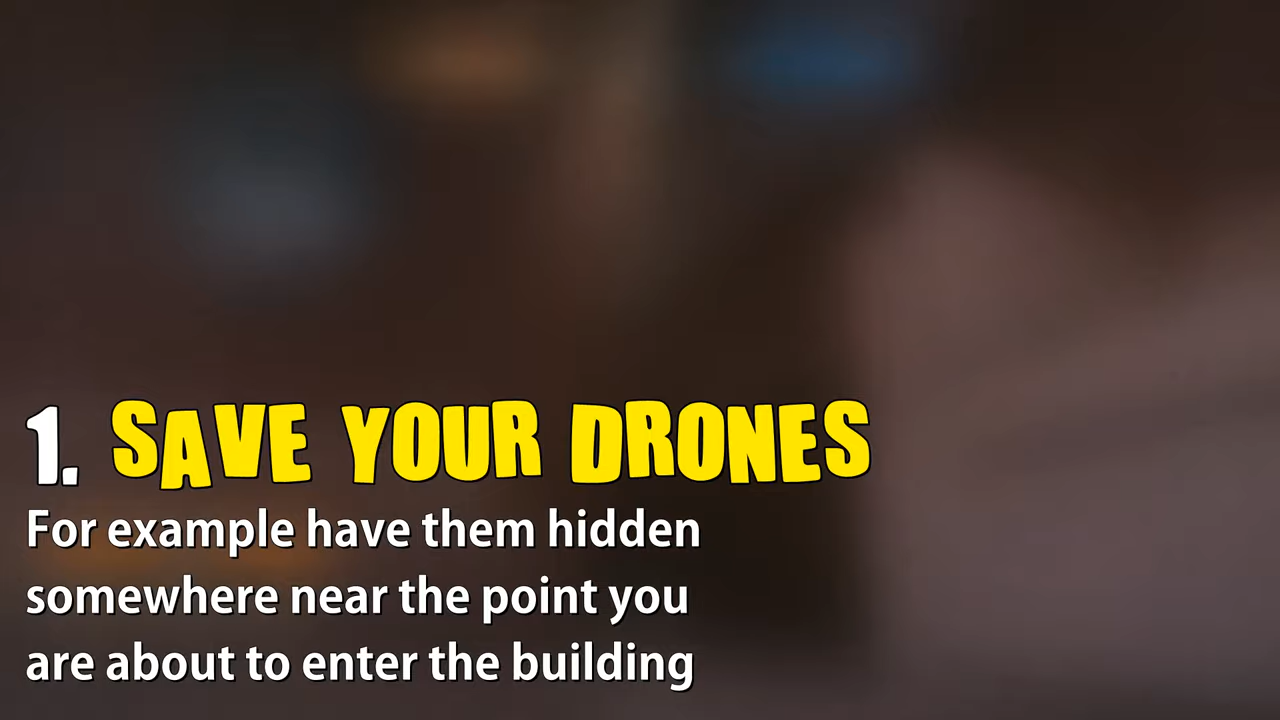 1. SAVE YOUR DRONES
For example have them hidden
somewhere near the point you
are about to enter the building